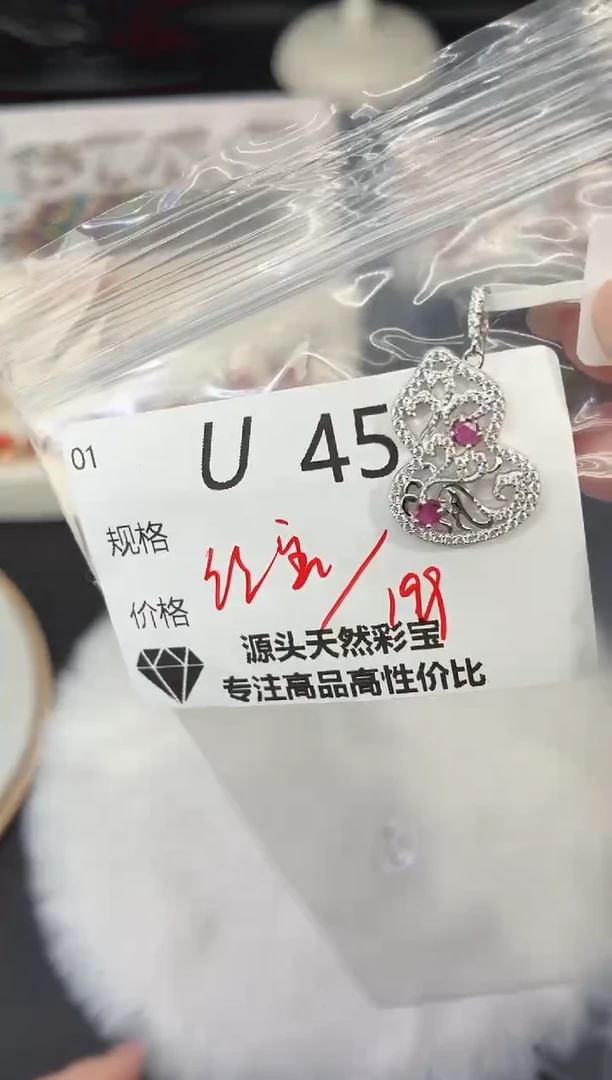 01
U 45
规格
红宝/198
价格
源头天然彩宝
专注高品高性价比